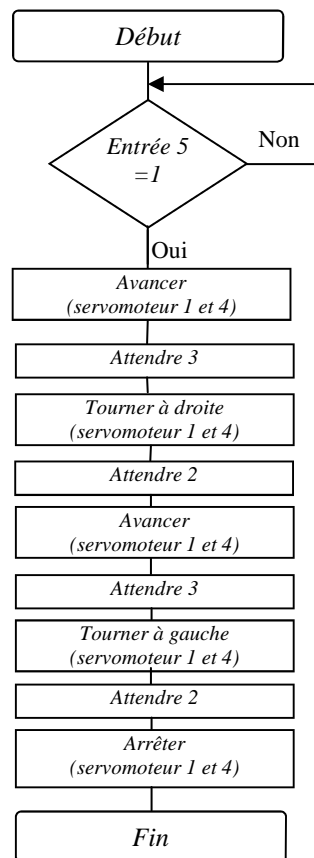 Début
Entrée 5
=1
Non
Oui
Avancer
(servomoteur 1 et 4)
Attendre 3
Tourner à droite
(servomoteur 1 et 4)
Attendre 2
Avancer
(servomoteur 1 et 4)
Attendre 3
Tourner à gauche
(servomoteur 1 et 4)
Attendre 2
Arrêter
(servomoteur 1 et 4)
Fin